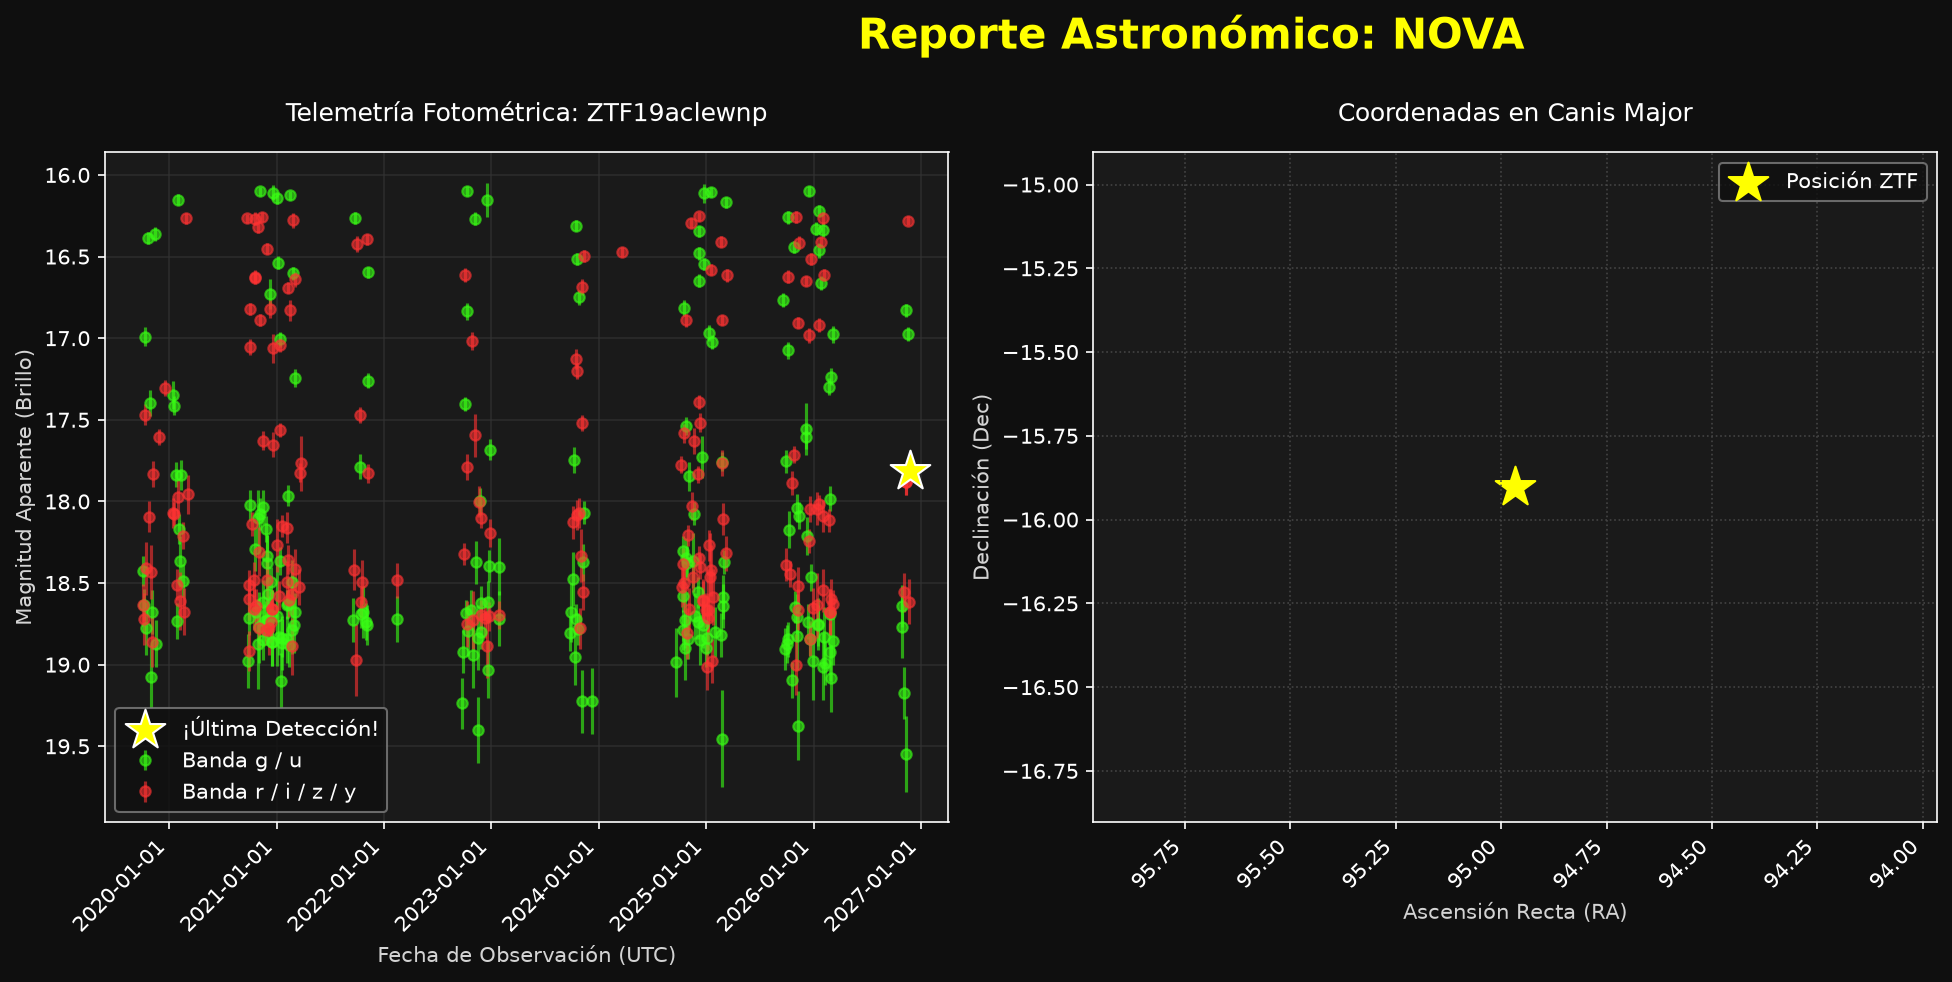 Reporte Astronómico: NOVA
Telemetría Fotométrica: ZTF19aclewnp
Magnitud Aparente (Brillo)
16.0
16.5
17.0
17.5
18.0
18.5
19.0
19.5
¡Última Detección!
Banda g / u
Banda r / i / z / y
2020-01-01
2021-01-01
2022-01-01
2023-01-01
2024-01-01
2025-01-01
2026-01-01
2027-01-01
Fecha de Observación (UTC)
Coordenadas en Canis Major
Declinación (Dec)
−15.00
−15.25
−15.50
−15.75
−16.00
−16.25
−16.50
−16.75
Posición ZTF
95.75
95.50
95.25
95.00
94.75
94.50
94.25
94.00
Ascensión Recta (RA)